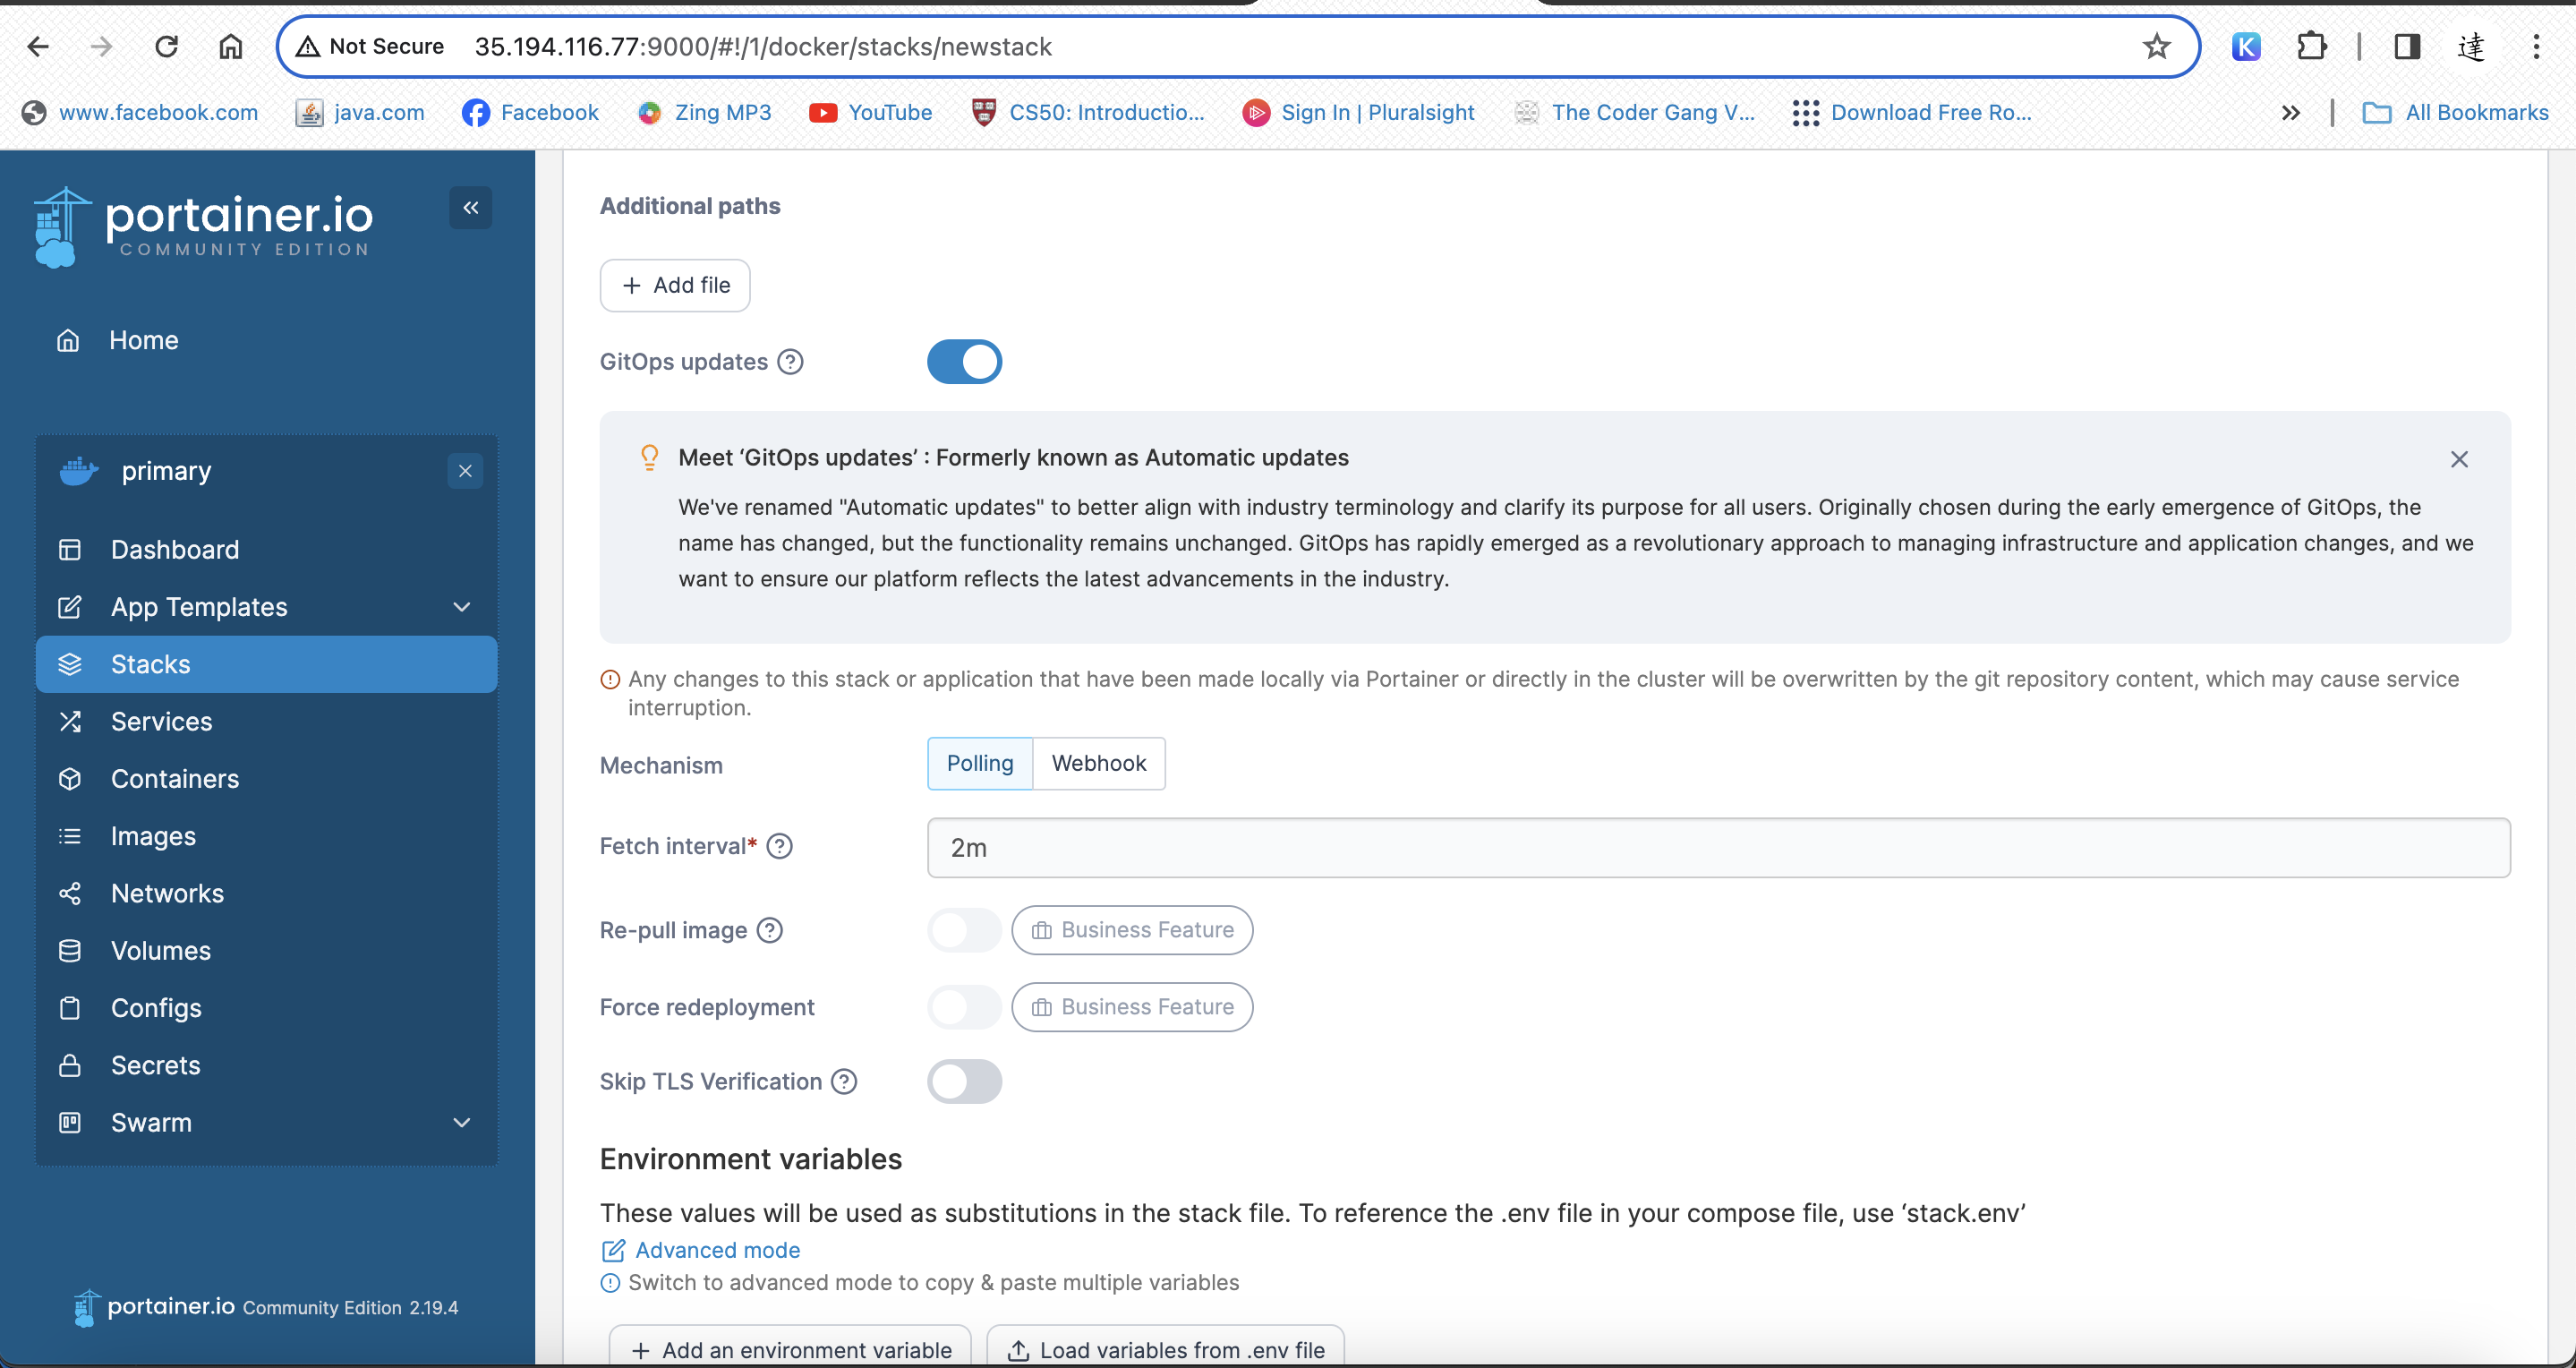 Not Secure 35.194.116.77:9000/#!/1/docker/stacks/newstack
K
達
www.facebook.com java.com Facebook Zing MP3 YouTube CS50: Introductio... Sign In | Pluralsight The Coder Gang V... Download Free Ro... All Bookmarks
portainer.io
COMMUNITY EDITION
Home
primary
Dashboard
App Templates
Stacks
Services
Containers
Images
Networks
Volumes
Configs
Secrets
Swarm
portainer.io Community Edition 2.19.4
Additional paths
Add file
GitOps updates
Meet ‘GitOps updates’ : Formerly known as Automatic updates
We've renamed "Automatic updates" to better align with industry terminology and clarify its purpose for all users. Originally chosen during the early emergence of GitOps, the
name has changed, but the functionality remains unchanged. GitOps has rapidly emerged as a revolutionary approach to managing infrastructure and application changes, and we
want to ensure our platform reflects the latest advancements in the industry.
Any changes to this stack or application that have been made locally via Portainer or directly in the cluster will be overwritten by the git repository content, which may cause service
interruption.
Mechanism Polling Webhook
Fetch interval* 2m
Re-pull image Business Feature
Force redeployment Business Feature
Skip TLS Verification
Environment variables
These values will be used as substitutions in the stack file. To reference the .env file in your compose file, use ‘stack.env’
Advanced mode
Switch to advanced mode to copy & paste multiple variables
Add an environment variable Load variables from .env file